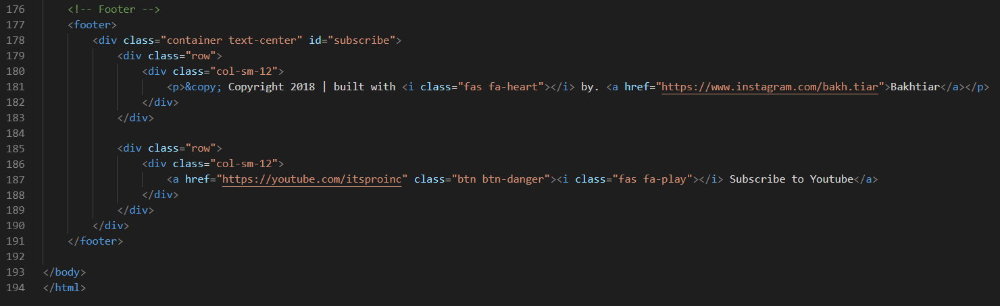 176 <!-- Footer -->
177 <footer>
178 <div class="container text-center" id="subscribe">
179 <div class="row">
180 <div class="col-sm-12">
181 <p>&copy; Copyright 2018 | built with <i class="fas fa-heart"></i> by. <a href="https://www.instagram.com/bakh.tiar">Bakhtiar</a></p>
182 </div>
183 </div>
184
185 <div class="row">
186 <div class="col-sm-12">
187 <a href="https://youtube.com/itsproinc" class="btn btn-danger"><i class="fas fa-play"></i> Subscribe to Youtube</a>
188 </div>
189 </div>
190 </div>
191 </footer>
192
193 </body>
194 </html>